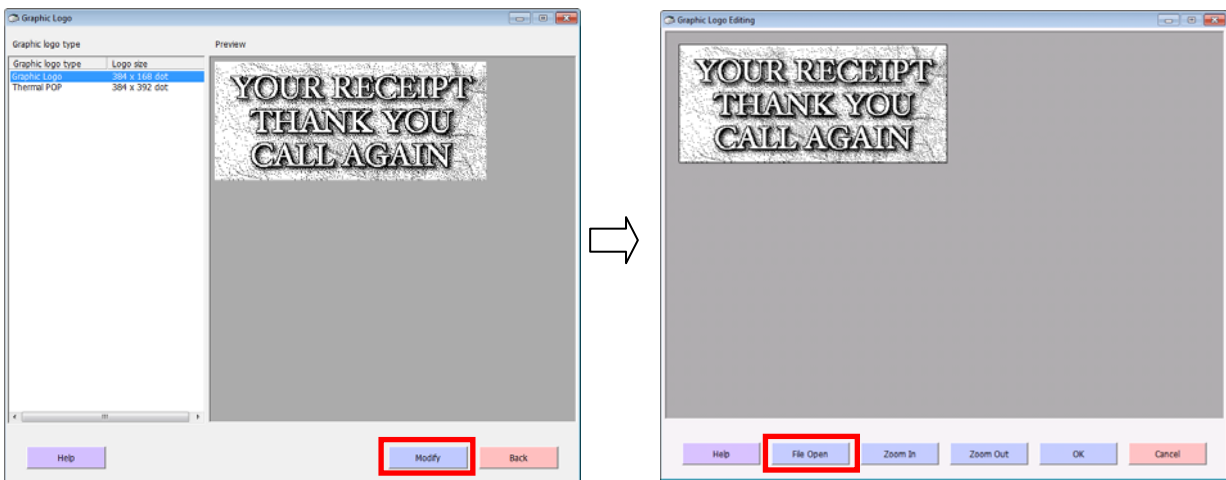 Graphic Logo
Graphic logo type
Preview
Graphic logo type Logo size
Graphic Logo 384 x 168 dot
Thermal POP 384 x 392 dot
YOUR RECEIPT
THANK YOU
CALL AGAIN
Help
Modify
Back
Graphic Logo Editing
YOUR RECEIPT
THANK YOU
CALL AGAIN
Help
File Open
Zoom In
Zoom Out
OK
Cancel